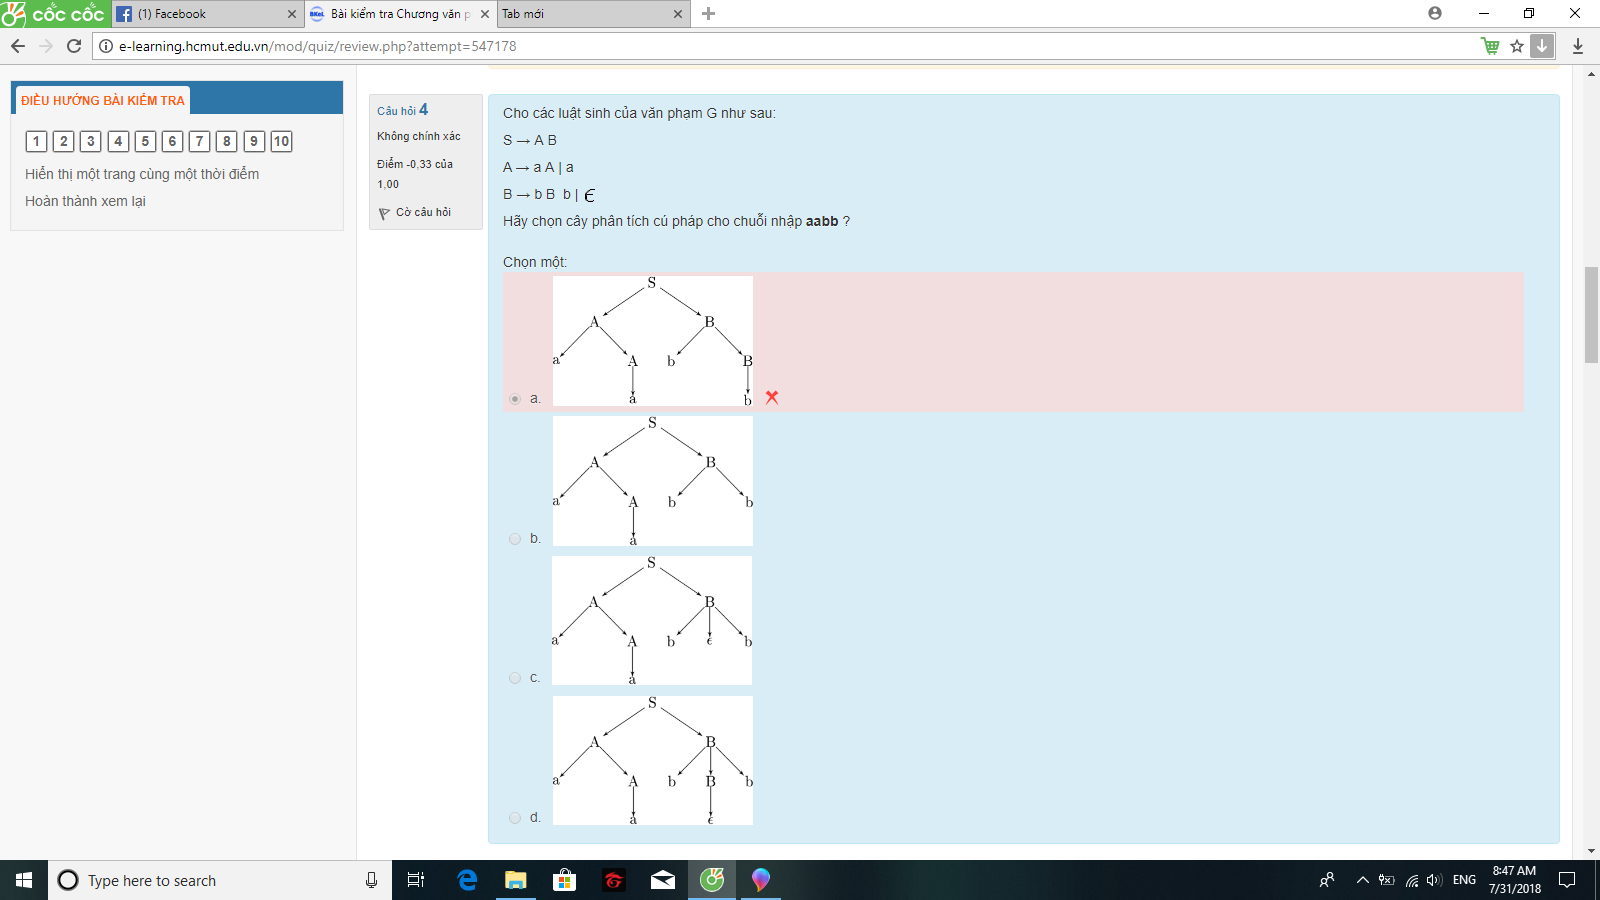 cốc cốc
(1) Facebook
Bài kiểm tra Chương văn p
Tab mới
e-learning.hcmut.edu.vn/mod/quiz/review.php?attempt=547178
ĐIỀU HƯỚNG BÀI KIỂM TRA
1 2 3 4 5 6 7 8 9 10
Hiển thị một trang cùng một thời điểm
Hoàn thành xem lại
Câu hỏi 4
Không chính xác
Điểm -0,33 của
1,00
Cờ câu hỏi
Cho các luật sinh của văn phạm G như sau:
S → A B
A → a A | a
B → b B b | ϵ
Hãy chọn cây phân tích cú pháp cho chuỗi nhập aabb ?
Chọn một:
S
A B
a A b B
a b
a.
S
A B
a A b b
a
b.
S
A B
a A b ϵ b
a
c.
S
A B
a A b B b
a ϵ
d.
Type here to search
ENG
8:47 AM
7/31/2018